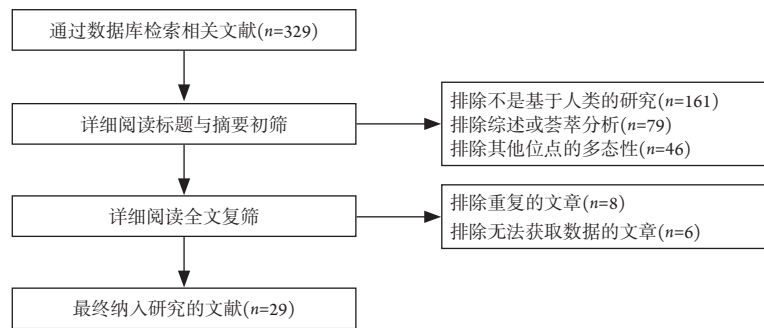 通过数据库检索相关文献(n=329)
详细阅读标题与摘要初筛
排除不是基于人类的研究(n=161)
排除综述或荟萃分析(n=79)
排除其他位点的多态性(n=46)
详细阅读全文复筛
排除重复的文章(n=8)
排除无法获取数据的文章(n=6)
最终纳入研究的文献(n=29)